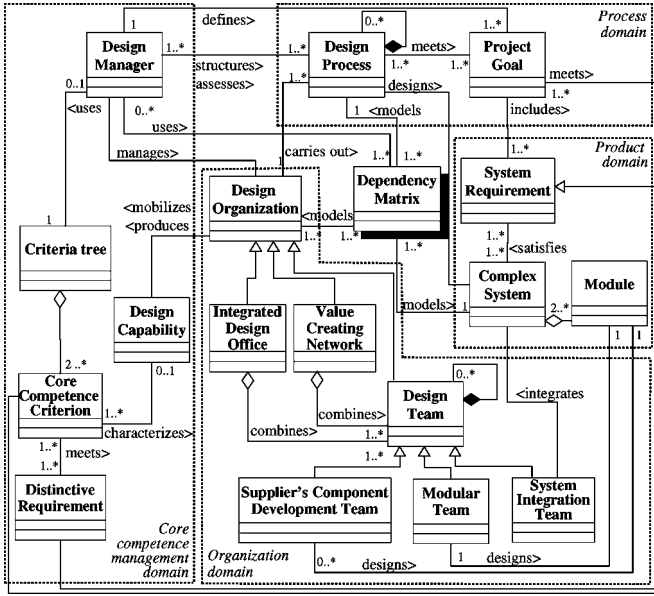 1
defines>
1..*
0..*
Process
domain
Design
Manager
1..*
structures>
assesses>
1..*
1..*
Design
Process
meets>
1..*
1..*
Project
Goal
meets>
1..*
designs>
0..1
<uses
0..*
1
<models
includes>
uses>
manages>
carries out>
1
1..*
1..*
1..*
Product
domain
Design
Organization
Dependency
Matrix
System
Requirement
<mobilizes
<produces
<models
1..*
1..*
1..*
1..*
1..*
<satisfies
1
Criteria tree
Complex
System
Module
Design
Capability
Integrated
Design
Office
Value
Creating
Network
models>
1
2..*
1
1
2..*
0..1
Core
Competence
Criterion
1..*
characterizes>
0..*
Design
Team
<integrates
combines>
combines>
1..*
1..*
meets>
1..*
1..*
Distinctive
Requirement
Supplier's Component
Development Team
Modular
Team
System
Integration
Team
Core
competence
management
domain
Organization
domain
0..*
designs>
1
designs>